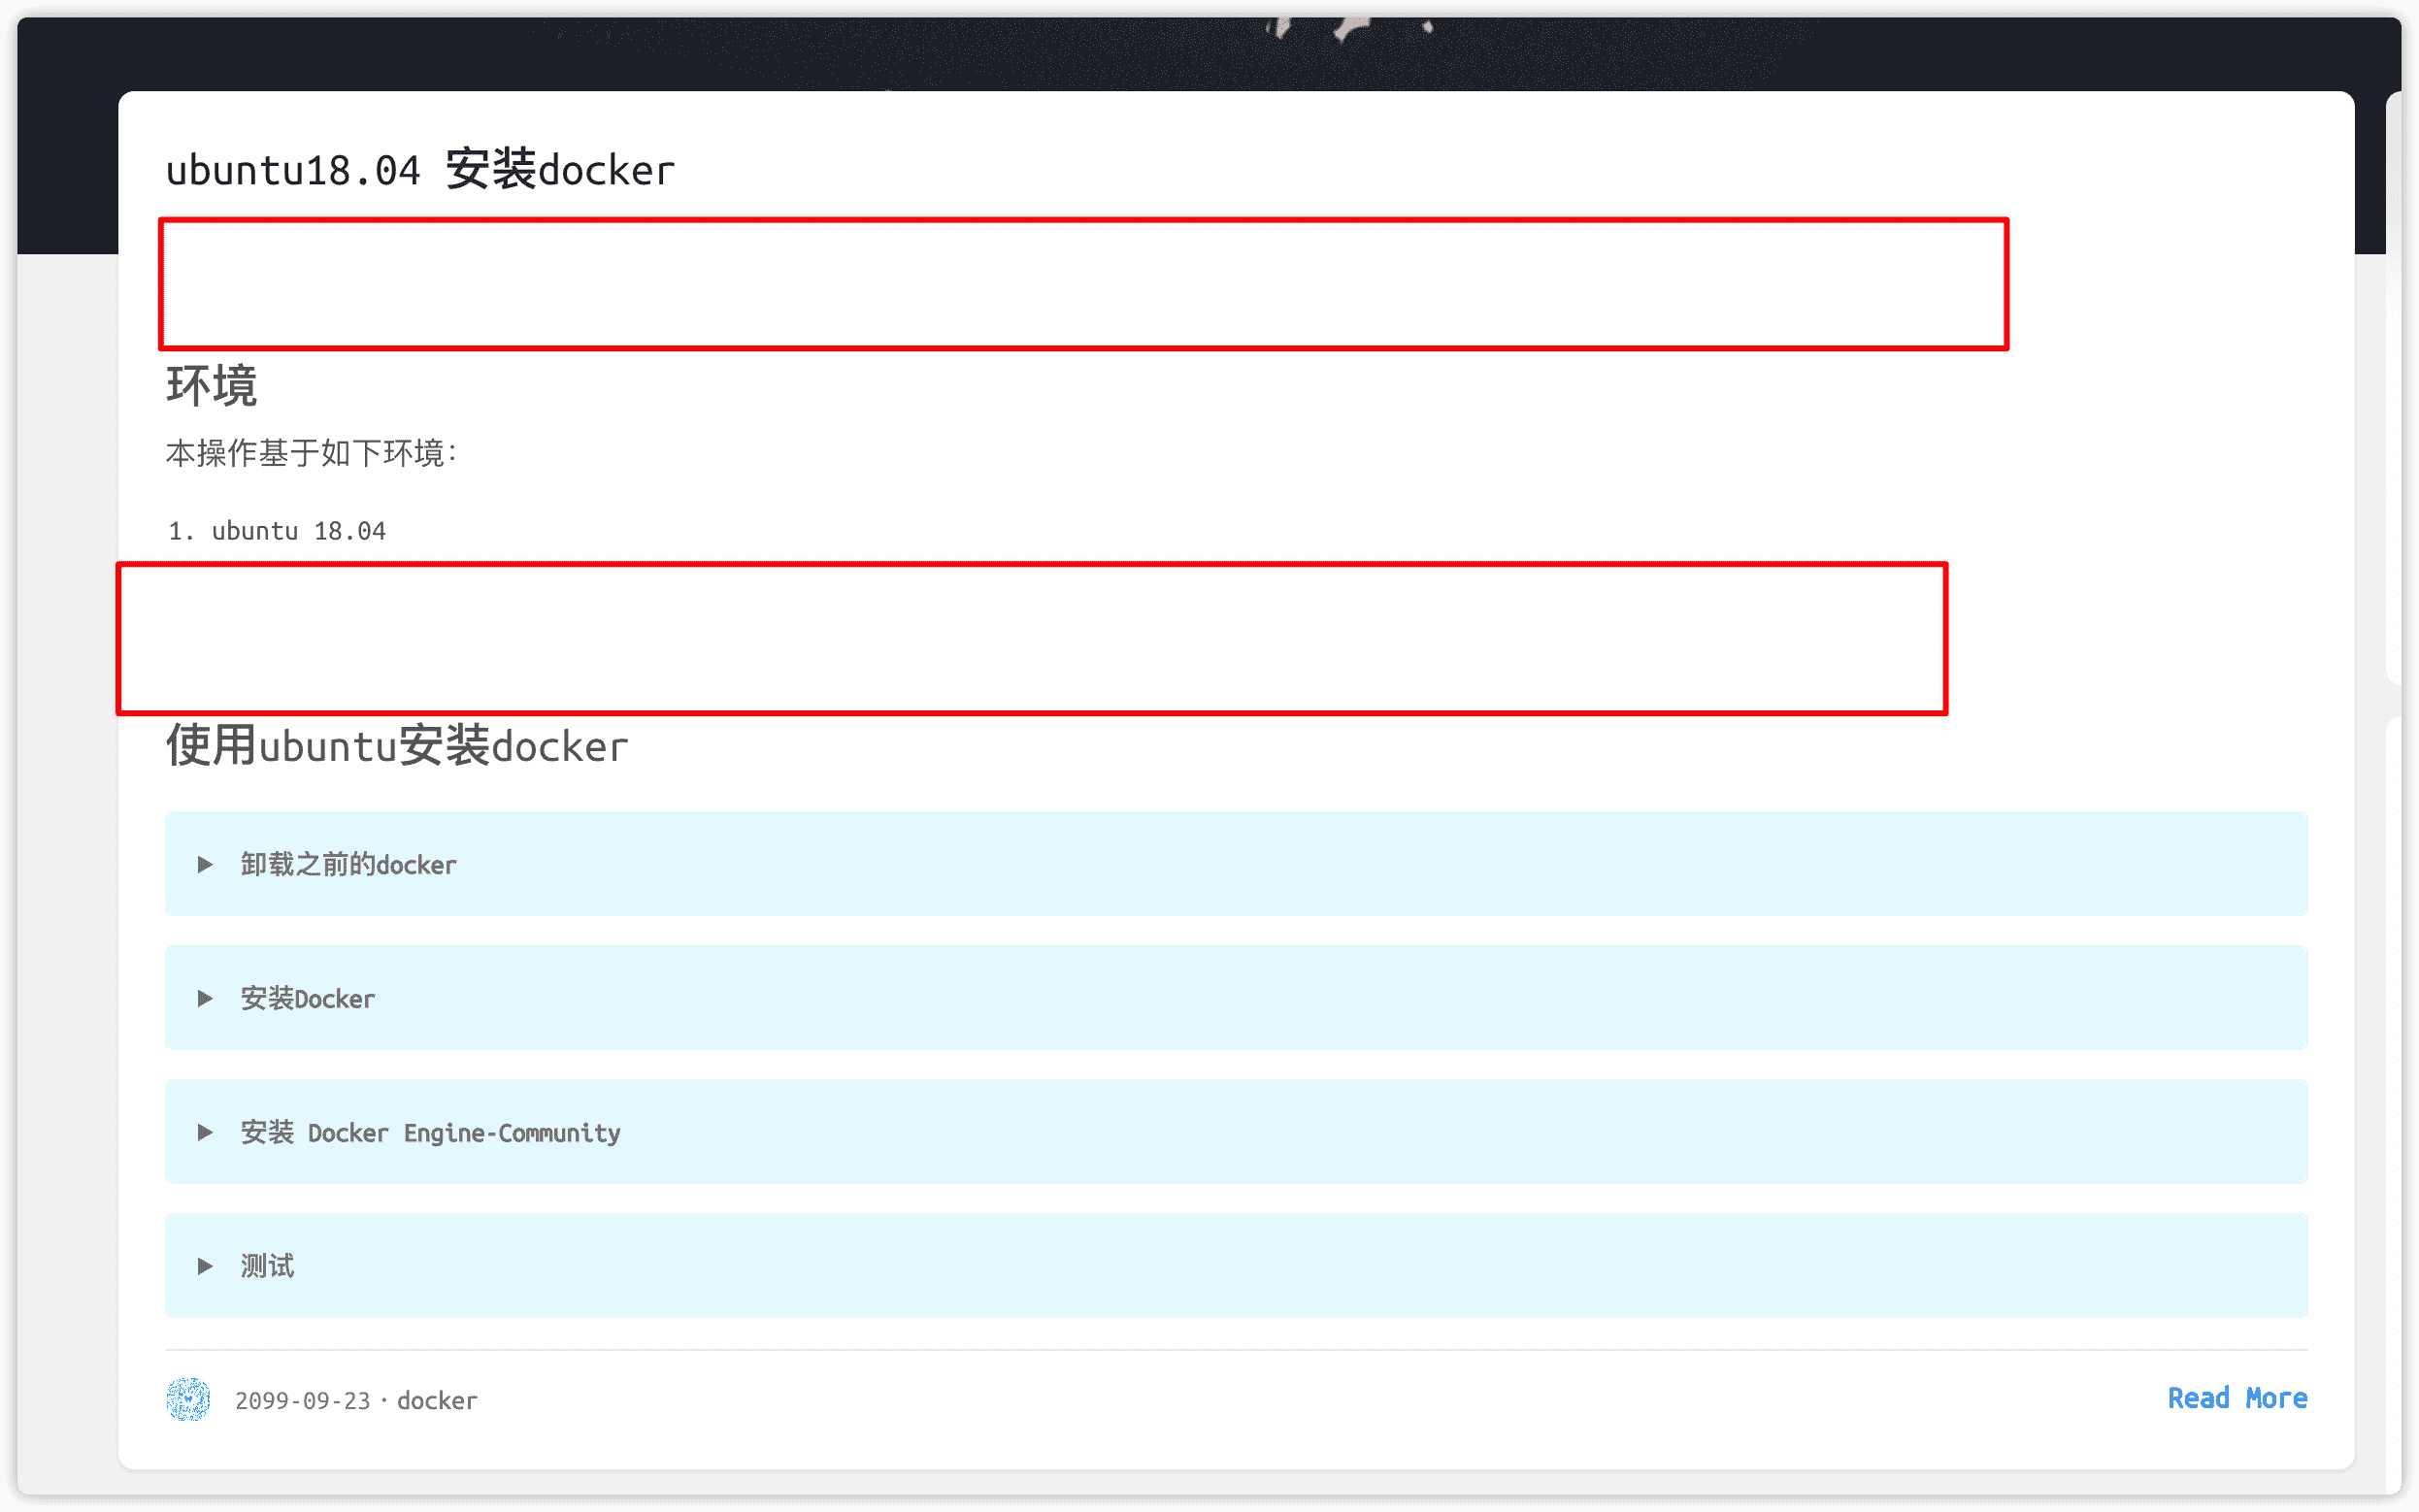 ubuntu18.04 安装docker
环境
本操作基于如下环境：
1. ubuntu 18.04
使用ubuntu安装docker
卸载之前的docker
安装Docker
安装 Docker Engine-Community
测试
2099-09-23 · docker
Read More